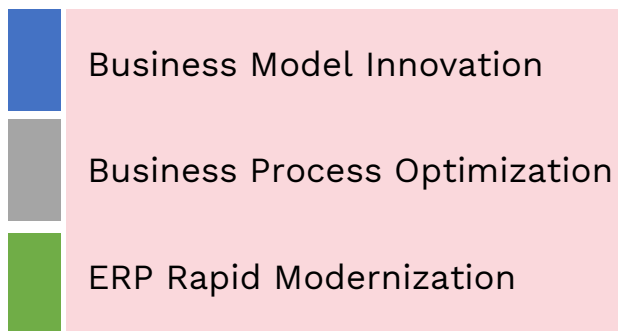 Business Model Innovation
Business Process Optimization
ERP Rapid Modernization